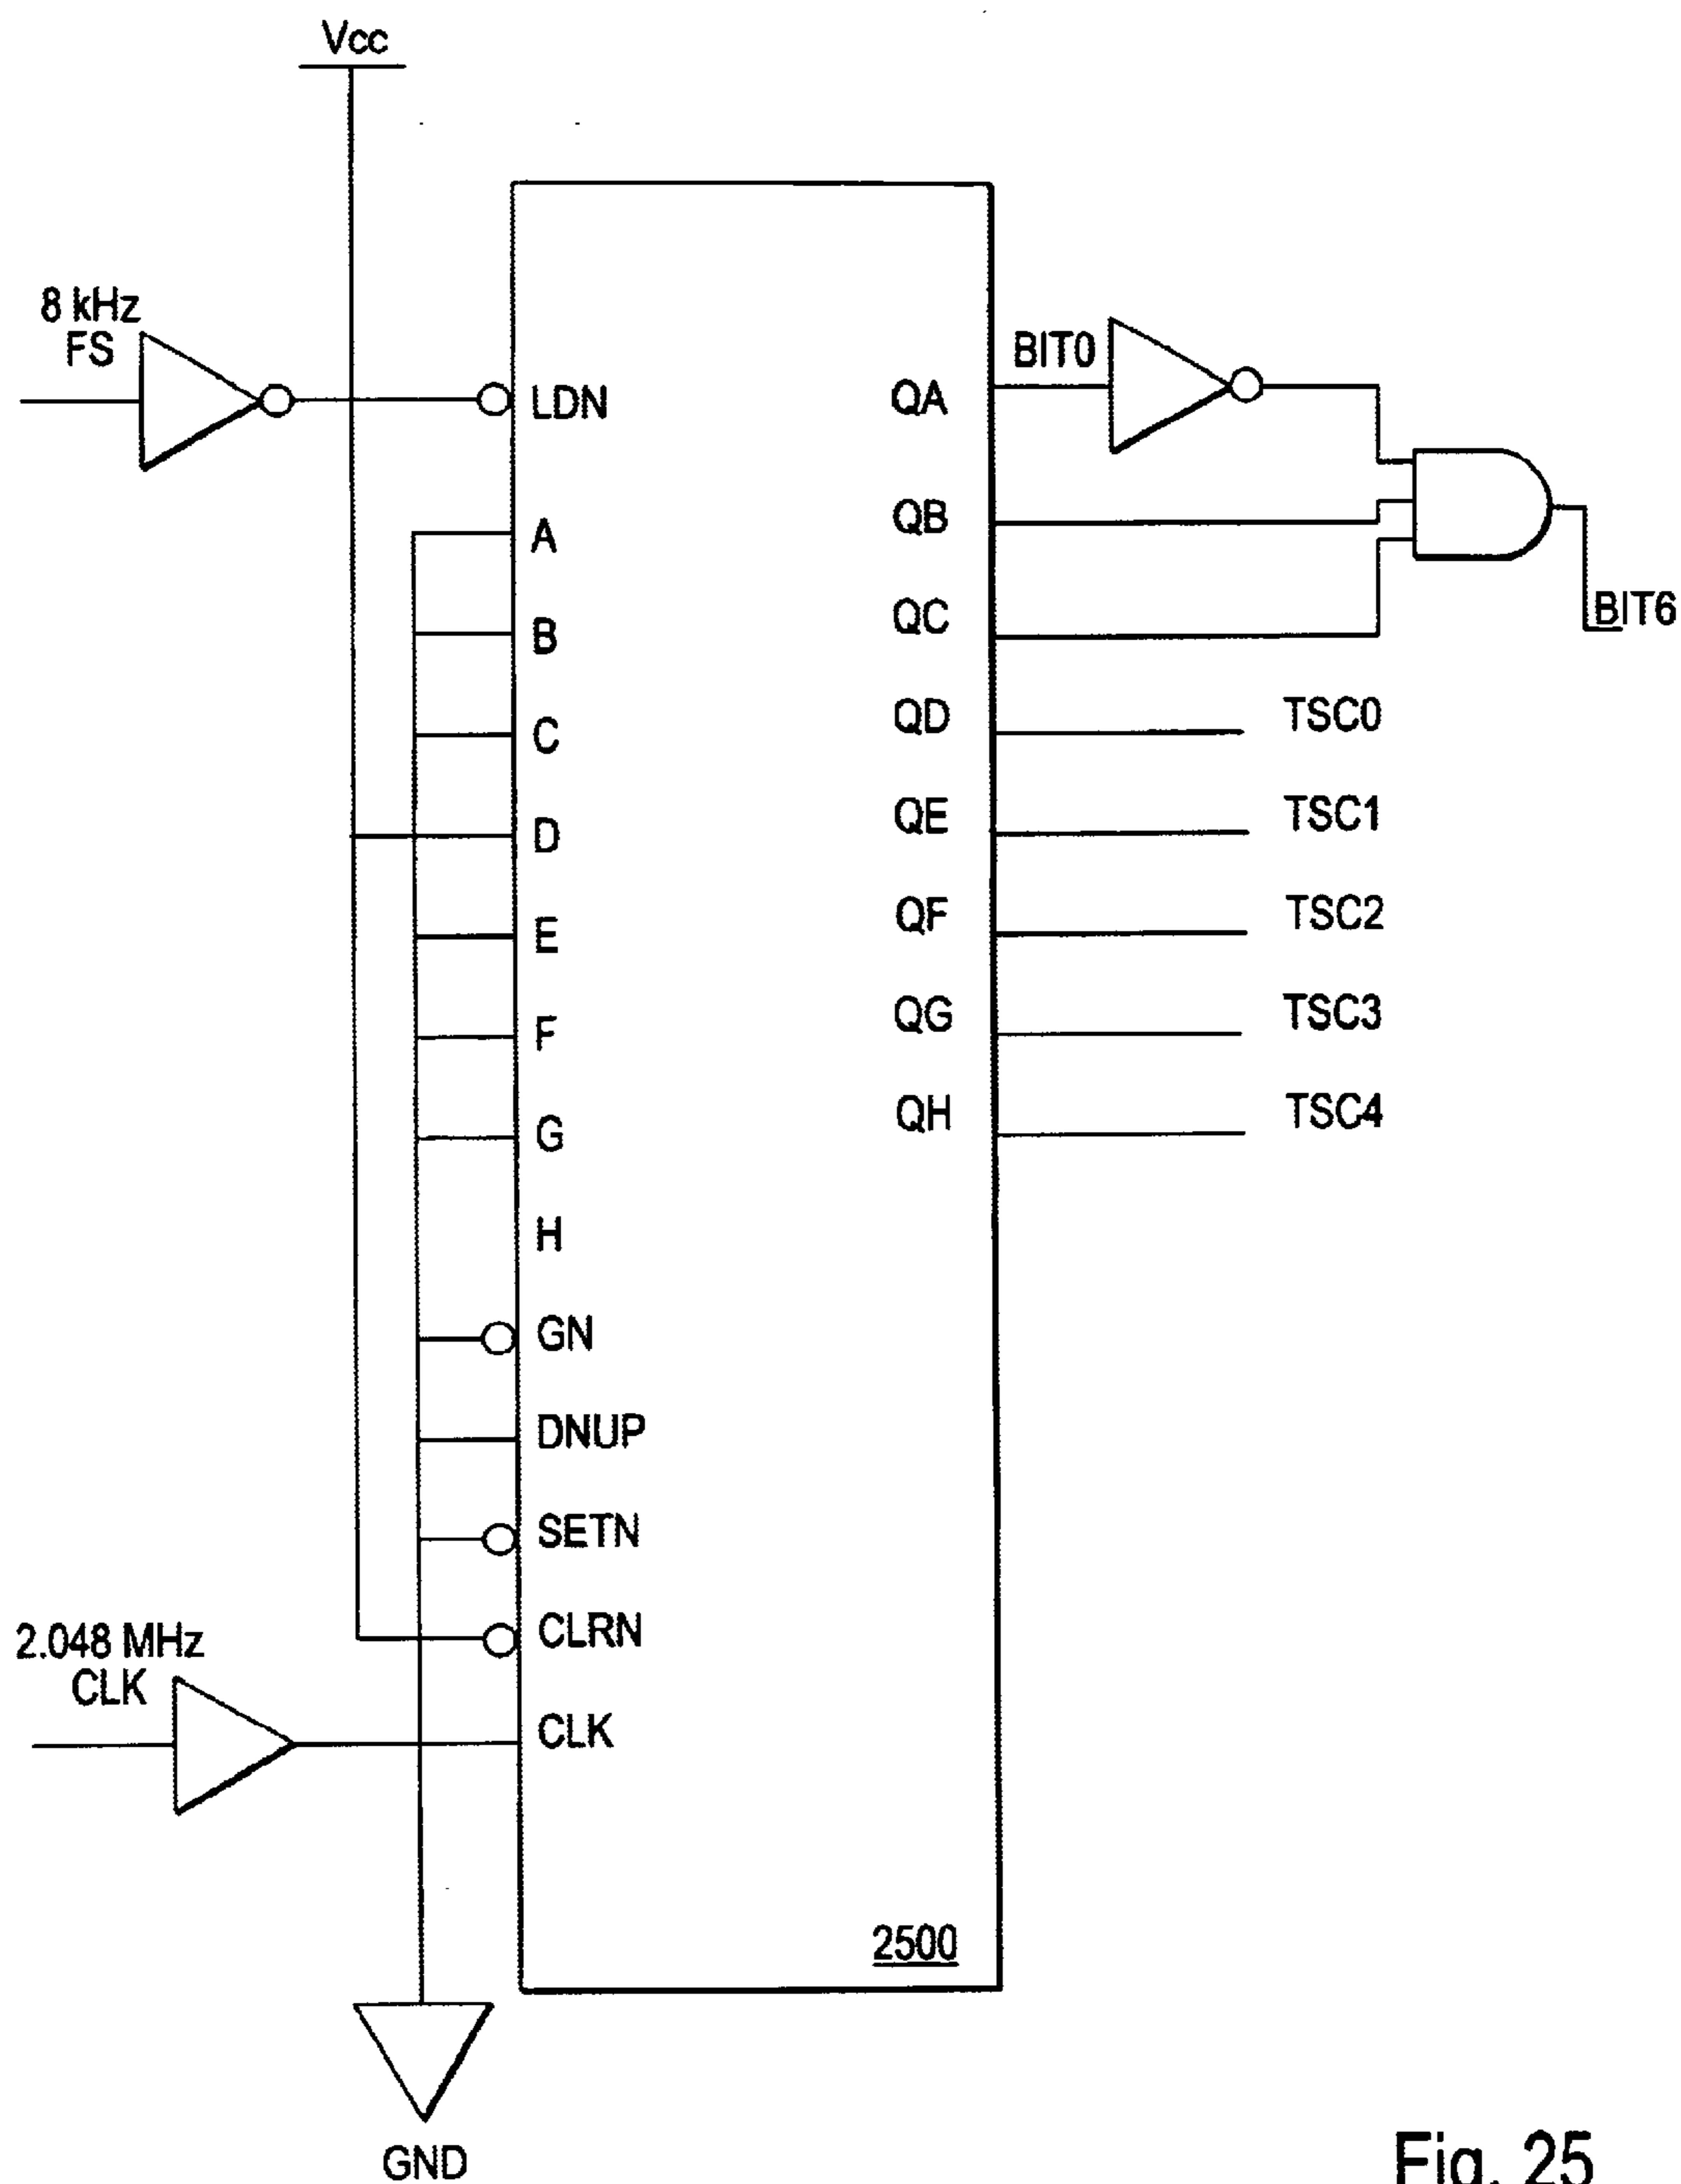 Vcc
8 kHz
FS
LDN
A
B
C
D
E
F
G
H
GN
DNUP
SETN
CLRN
CLK
2.048 MHz
CLK
GND
QA
QB
QC
QD
QE
QF
QG
QH
BIT0
BIT6
TSC0
TSC1
TSC2
TSC3
TSC4
2500
Fig. 25